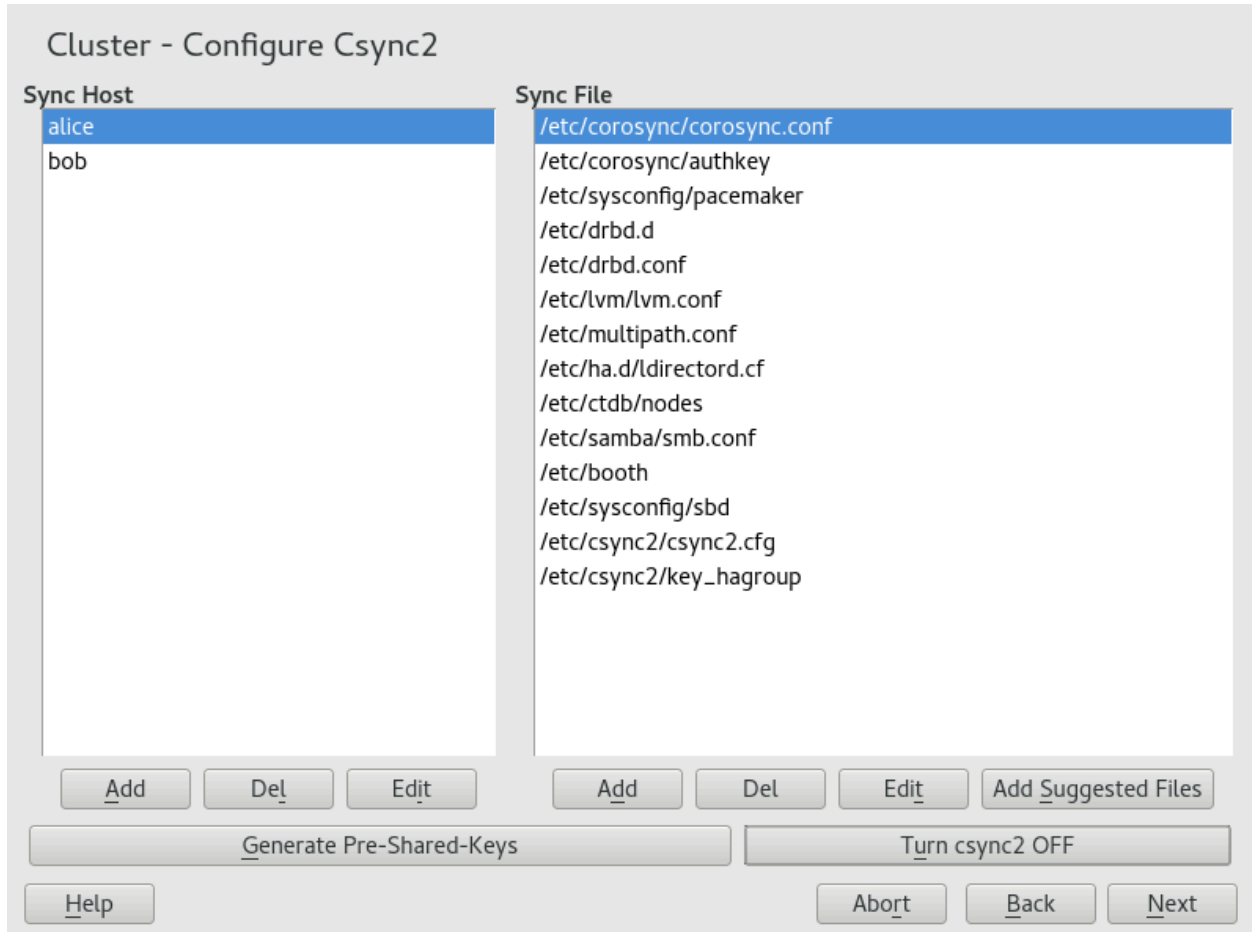 Cluster - Configure Csync2
Sync Host
alice
bob
Sync File
/etc/corosync/corosync.conf
/etc/corosync/authkey
/etc/sysconfig/pacemaker
/etc/drbd.d
/etc/drbd.conf
/etc/lvm/lvm.conf
/etc/multipath.conf
/etc/ha.d/ldirectord.cf
/etc/ctdb/nodes
/etc/samba/smb.conf
/etc/booth
/etc/sysconfig/sbd
/etc/csync2/csync2.cfg
/etc/csync2/key_hagroup
Add Del Edit Add Del Edit Add Suggested Files
Generate Pre-Shared-Keys Turn csync2 OFF
Help Abort Back Next